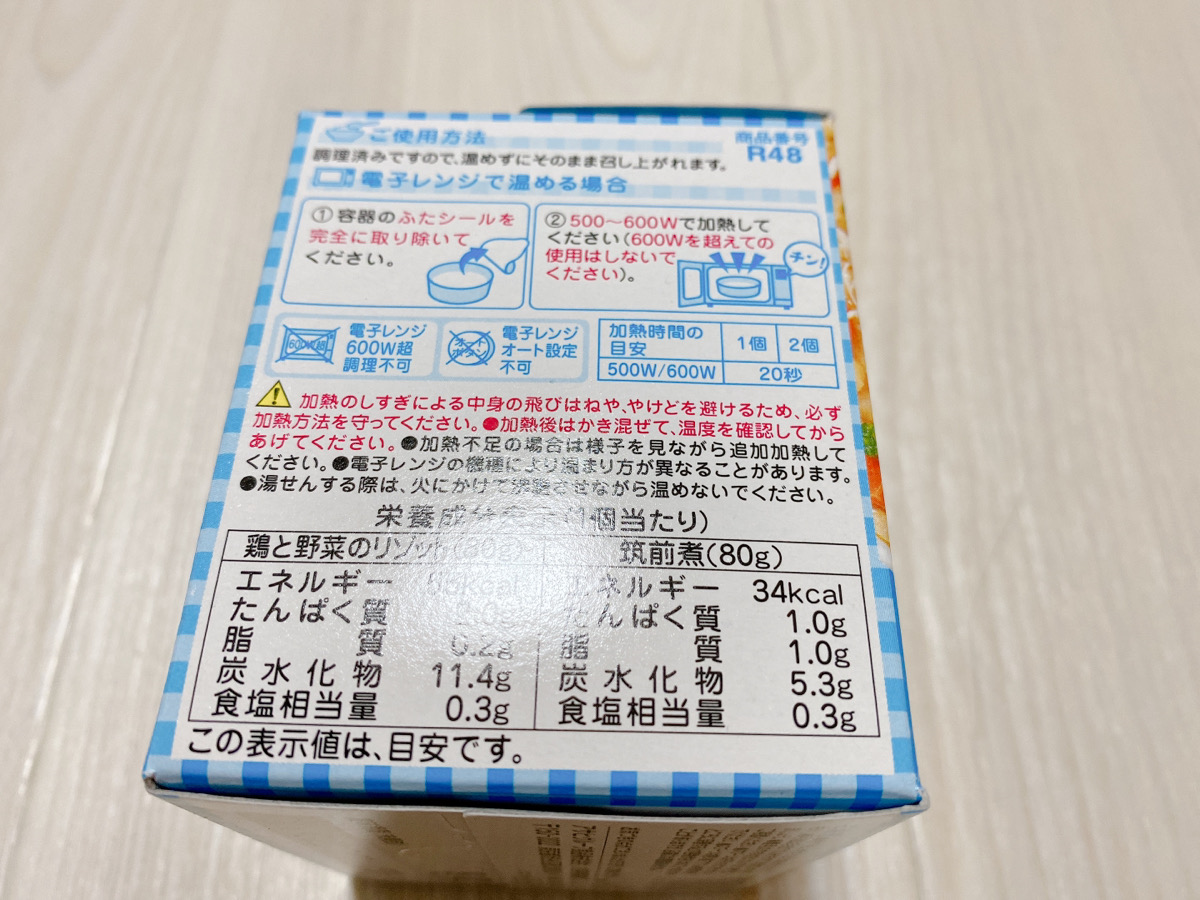 ご使用方法
商品番号
R48
調理済みですので、温めずにそのまま召し上がれます。
電子レンジで温める場合
①容器のふたシールを
完全に取り除いて
ください。
②500～600Wで加熱して
ください(600Wを超えての
使用はしないで
ください)。
チン!
600W超
電子レンジ
600W超
調理不可
オート
ボタン
電子レンジ
オート設定
不可
加熱時間の目安 1個 2個
500W/600W 20秒
加熱のしすぎによる中身の飛びはねや、やけどを避けるため、必ず
加熱方法を守ってください。●加熱後はかき混ぜて、温度を確認してから
あげてください。●加熱不足の場合は様子を見ながら追加加熱して
ください。●電子レンジの機種により温まり方が異なることがあります。
●湯せんする際は、火にかけて沸騰させながら温めないでください。
栄養成分表示(1個当たり)
鶏と野菜のリゾット(80g) 筑前煮(80g)
エネルギー kcal エネルギー 34kcal
たんぱく質 たんぱく質 1.0g
脂質 0.2g 脂質 1.0g
炭水化物 11.4g 炭水化物 5.3g
食塩相当量 0.3g 食塩相当量 0.3g
この表示値は、目安です。